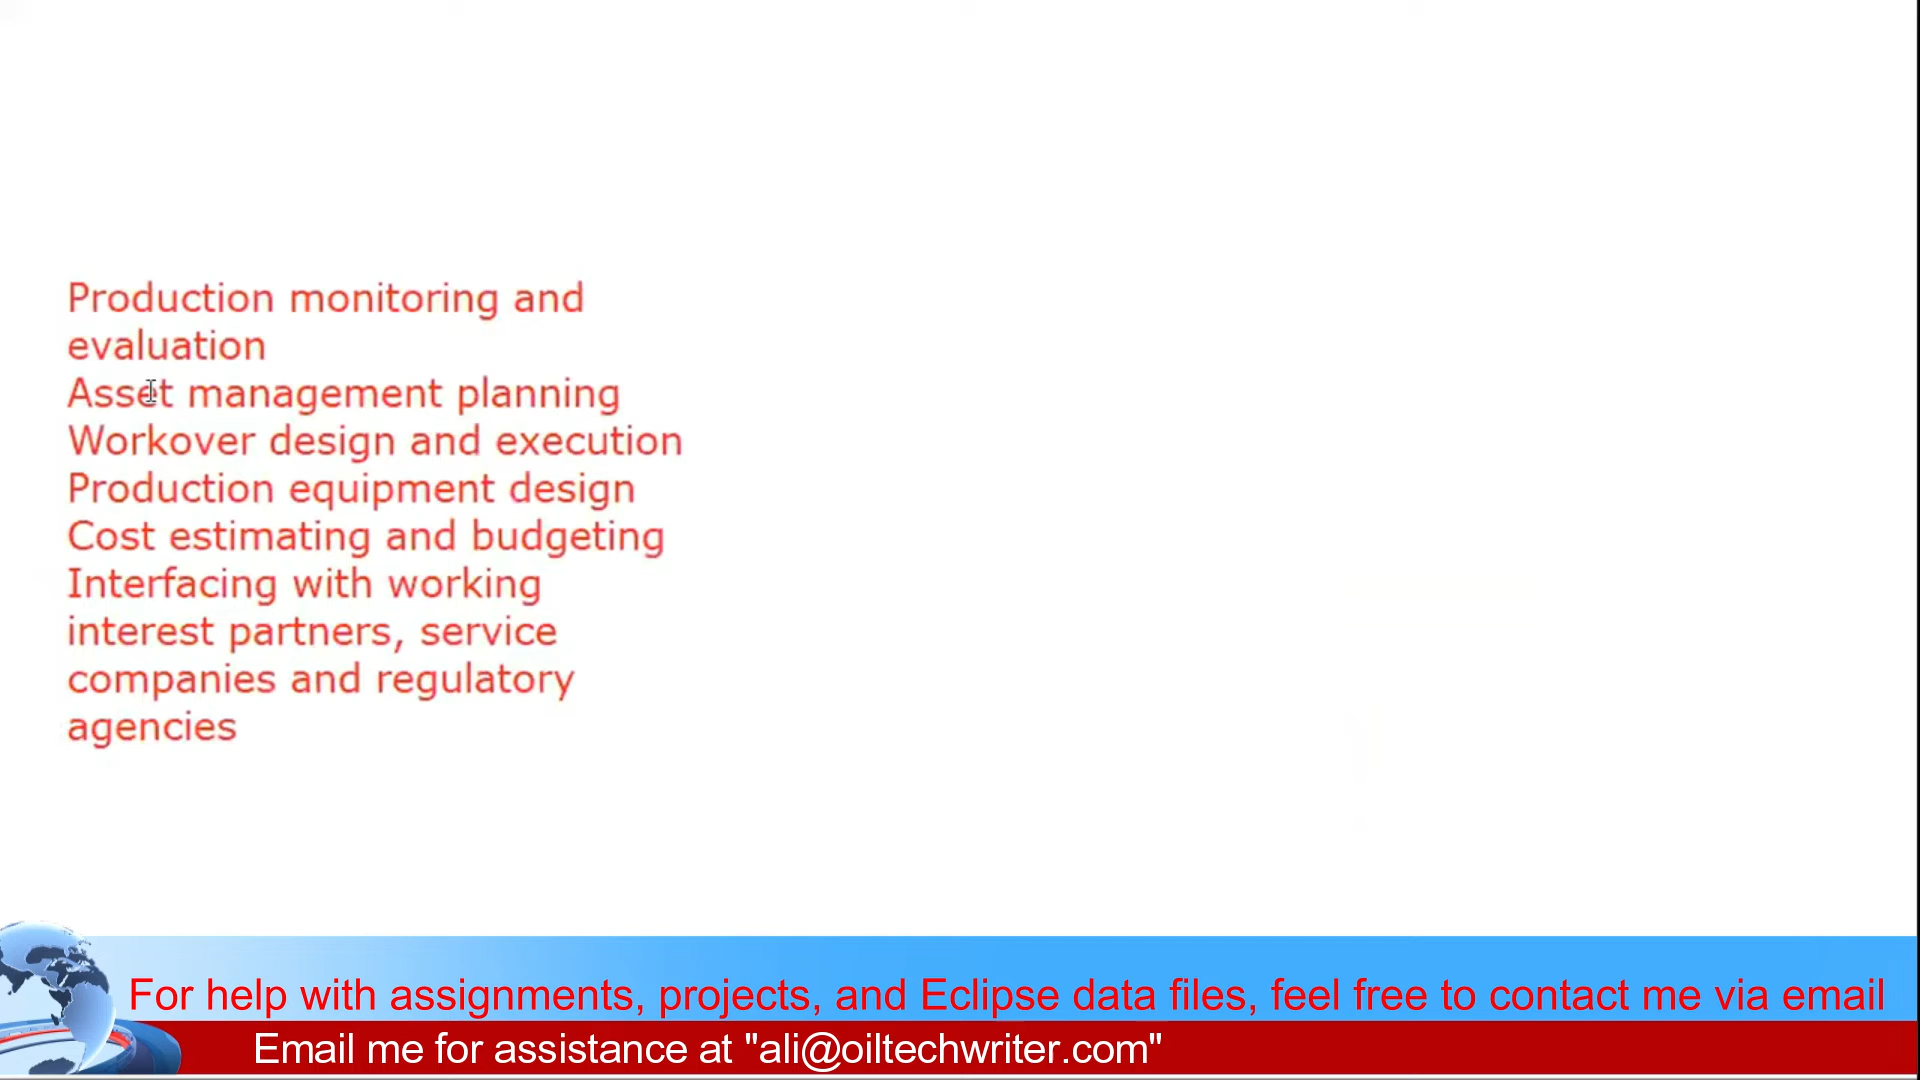 Production monitoring and
evaluation
Asset management planning
Workover design and execution
Production equipment design
Cost estimating and budgeting
Interfacing with working
interest partners, service
companies and regulatory
agencies
For help with assignments, projects, and Eclipse data files, feel free to contact me via email
Email me for assistance at "ali@oiltechwriter.com"